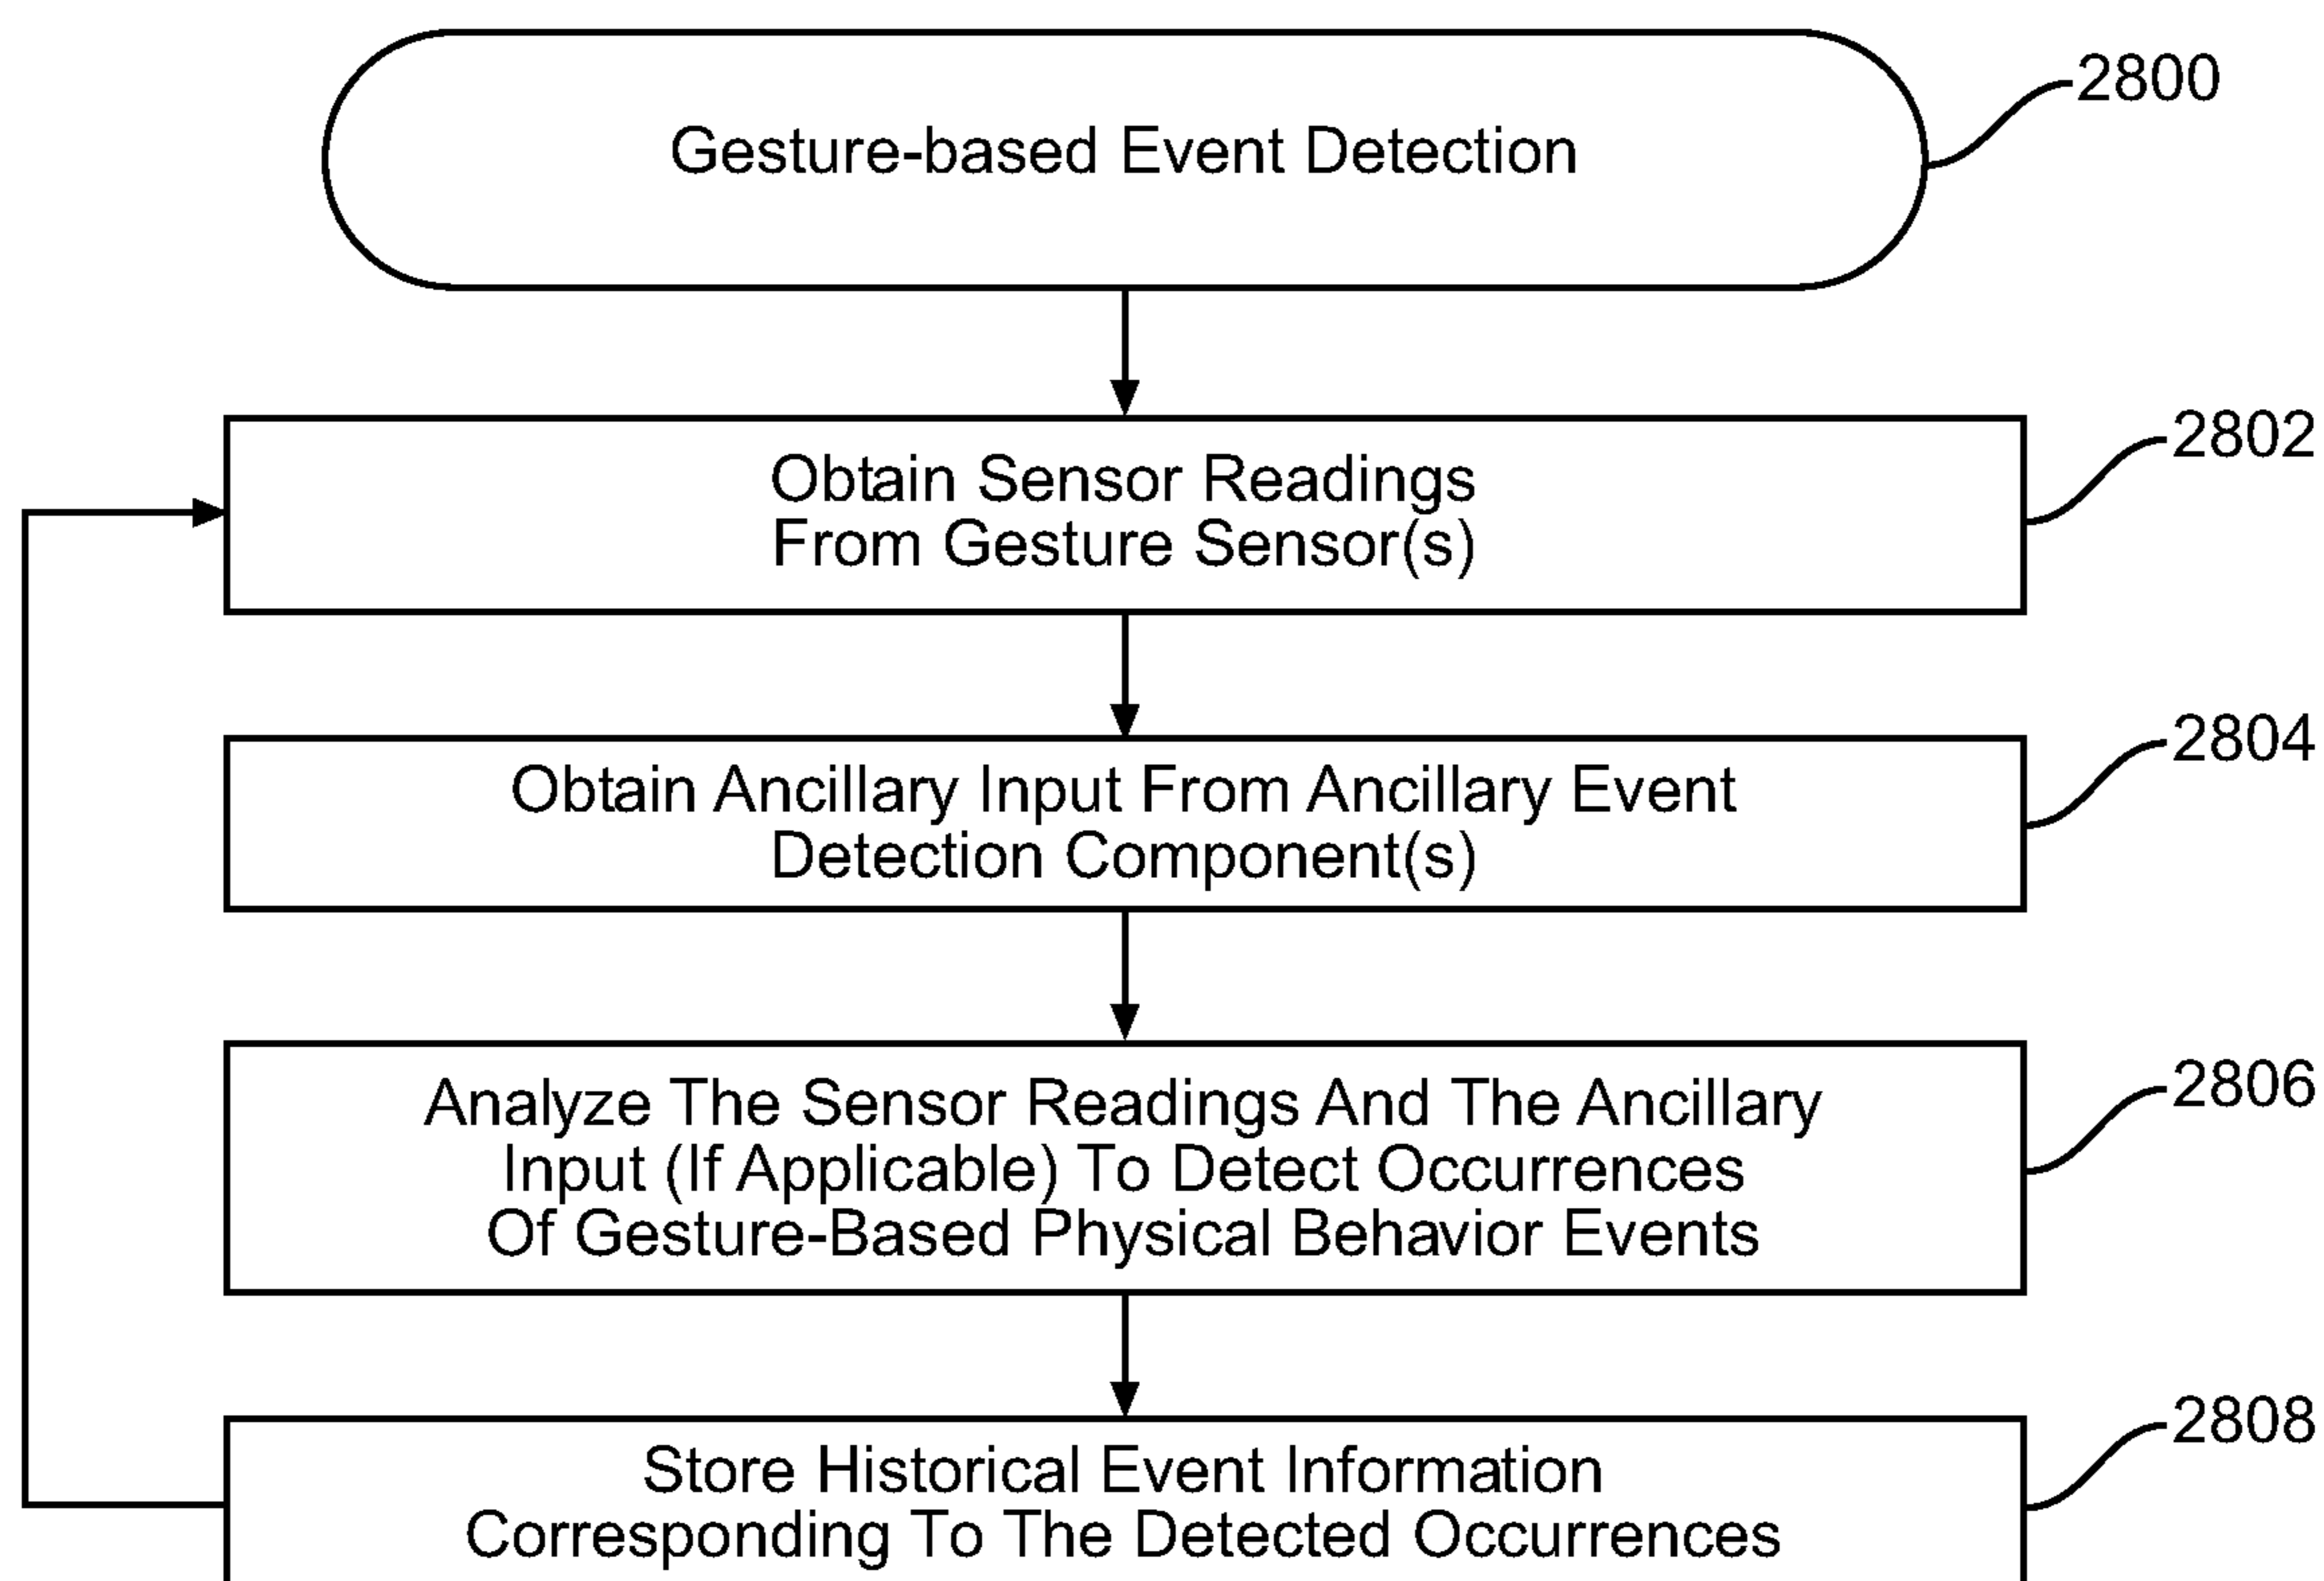 2800
Gesture-based Event Detection
2802
Obtain Sensor Readings
From Gesture Sensor(s)
2804
Obtain Ancillary Input From Ancillary Event
Detection Component(s)
2806
Analyze The Sensor Readings And The Ancillary
Input (If Applicable) To Detect Occurrences
Of Gesture-Based Physical Behavior Events
2808
Store Historical Event Information
Corresponding To The Detected Occurrences